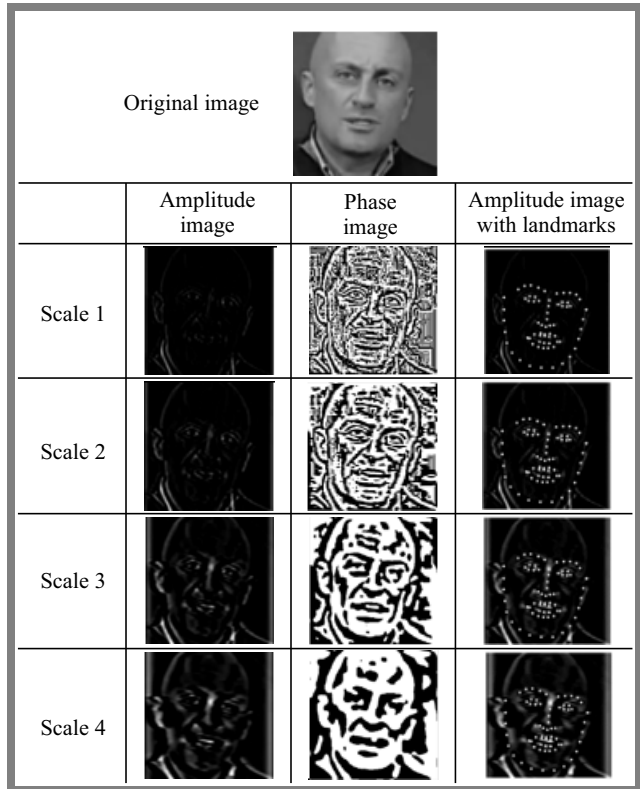 Original image
Amplitude
image
Phase
image
Amplitude image
with landmarks
Scale 1
Scale 2
Scale 3
Scale 4